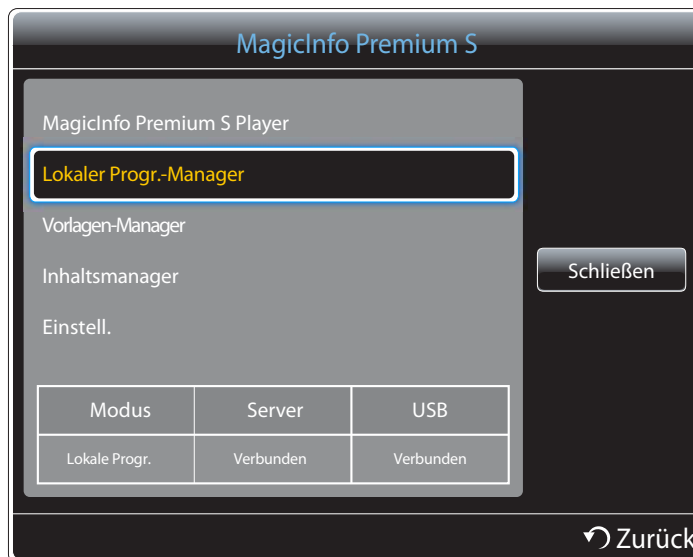 MagicInfo Premium S
MagicInfo Premium S Player
Lokaler Progr.-Manager
Vorlagen-Manager
Inhaltsmanager
Einstell.
Schließen
Modus Server USB
Lokale Progr. Verbunden Verbunden
Zurück